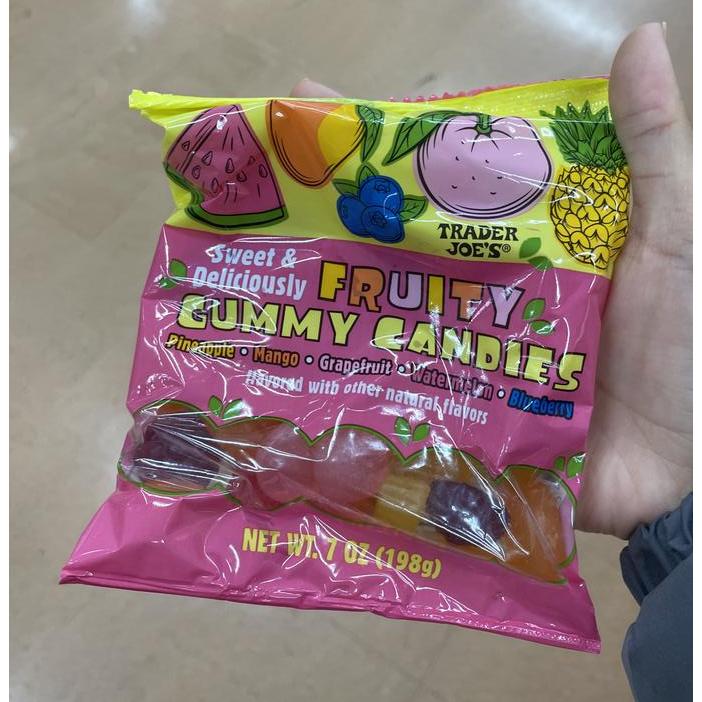 TRADER
JOE'S®
Sweet &
Deliciously
FRUITY
GUMMY CANDIES
Pineapple • Mango • Grapefruit • Watermelon • Blueberry
flavored with other natural flavors
NET WT. 7 OZ (198g)